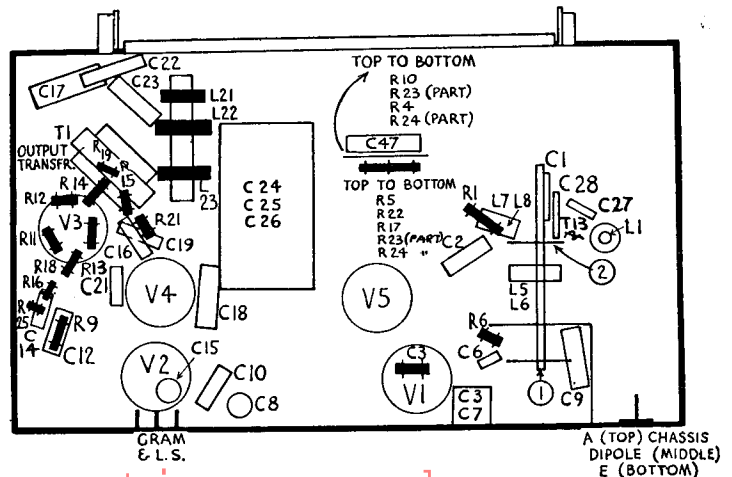 C22
C17
C23
L21
L22
T1
OUTPUT
TRANSFR.
R19
R15
R14
R12
V3
R11
L
23
R21
C16
C19
R18
R13
C21
R16
R
25
C
14
R9
C12
V4
C18
C24
C25
C26
V2
C15
C10
C8
GRAM
& L.S.
TOP TO BOTTOM
R10
R23 (PART)
R4
R24 (PART)
C47
TOP TO BOTTOM
R5
R22
R17
R23 (PART)
R24 "
V5
C2
R1
L7 L8
C1
C28
C27
T13
L1
2
L5
L6
R6
C6
C3
V1
C3
C7
1
C9
A (TOP) CHASSIS
DIPOLE (MIDDLE)
E (BOTTOM)